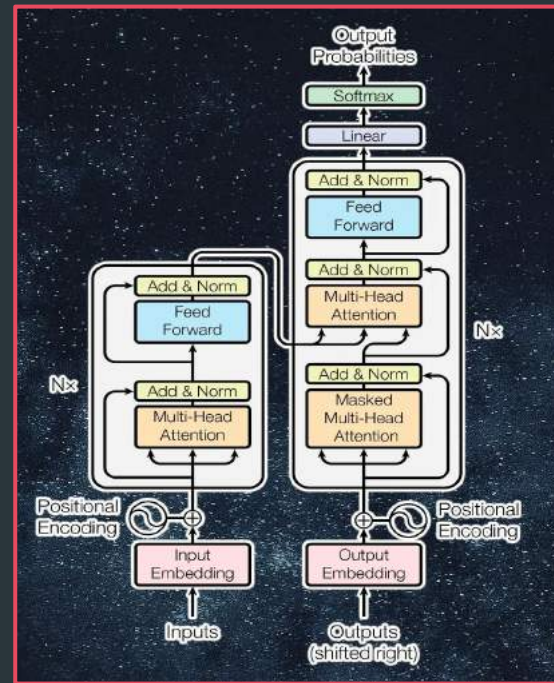 Output
Probabilities
Softmax
Linear
Add & Norm
Feed
Forward
Add & Norm
Multi-Head
Attention
Add & Norm
Masked
Multi-Head
Attention
Nx
Positional
Encoding
Output
Embedding
Outputs
(shifted right)
Add & Norm
Feed
Forward
Add & Norm
Multi-Head
Attention
Nx
Positional
Encoding
Input
Embedding
Inputs